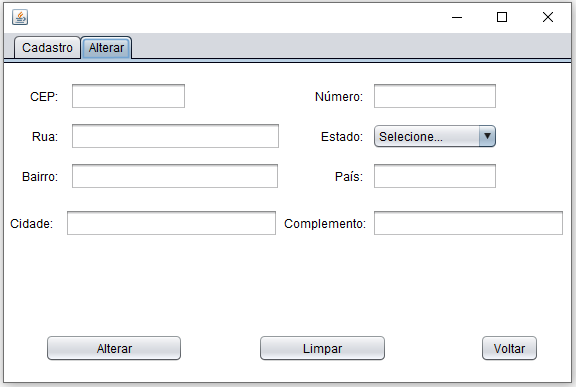 Cadastro Alterar
CEP: Número:
Rua: Estado: Selecione...
Bairro: País:
Cidade: Complemento:
Alterar Limpar Voltar